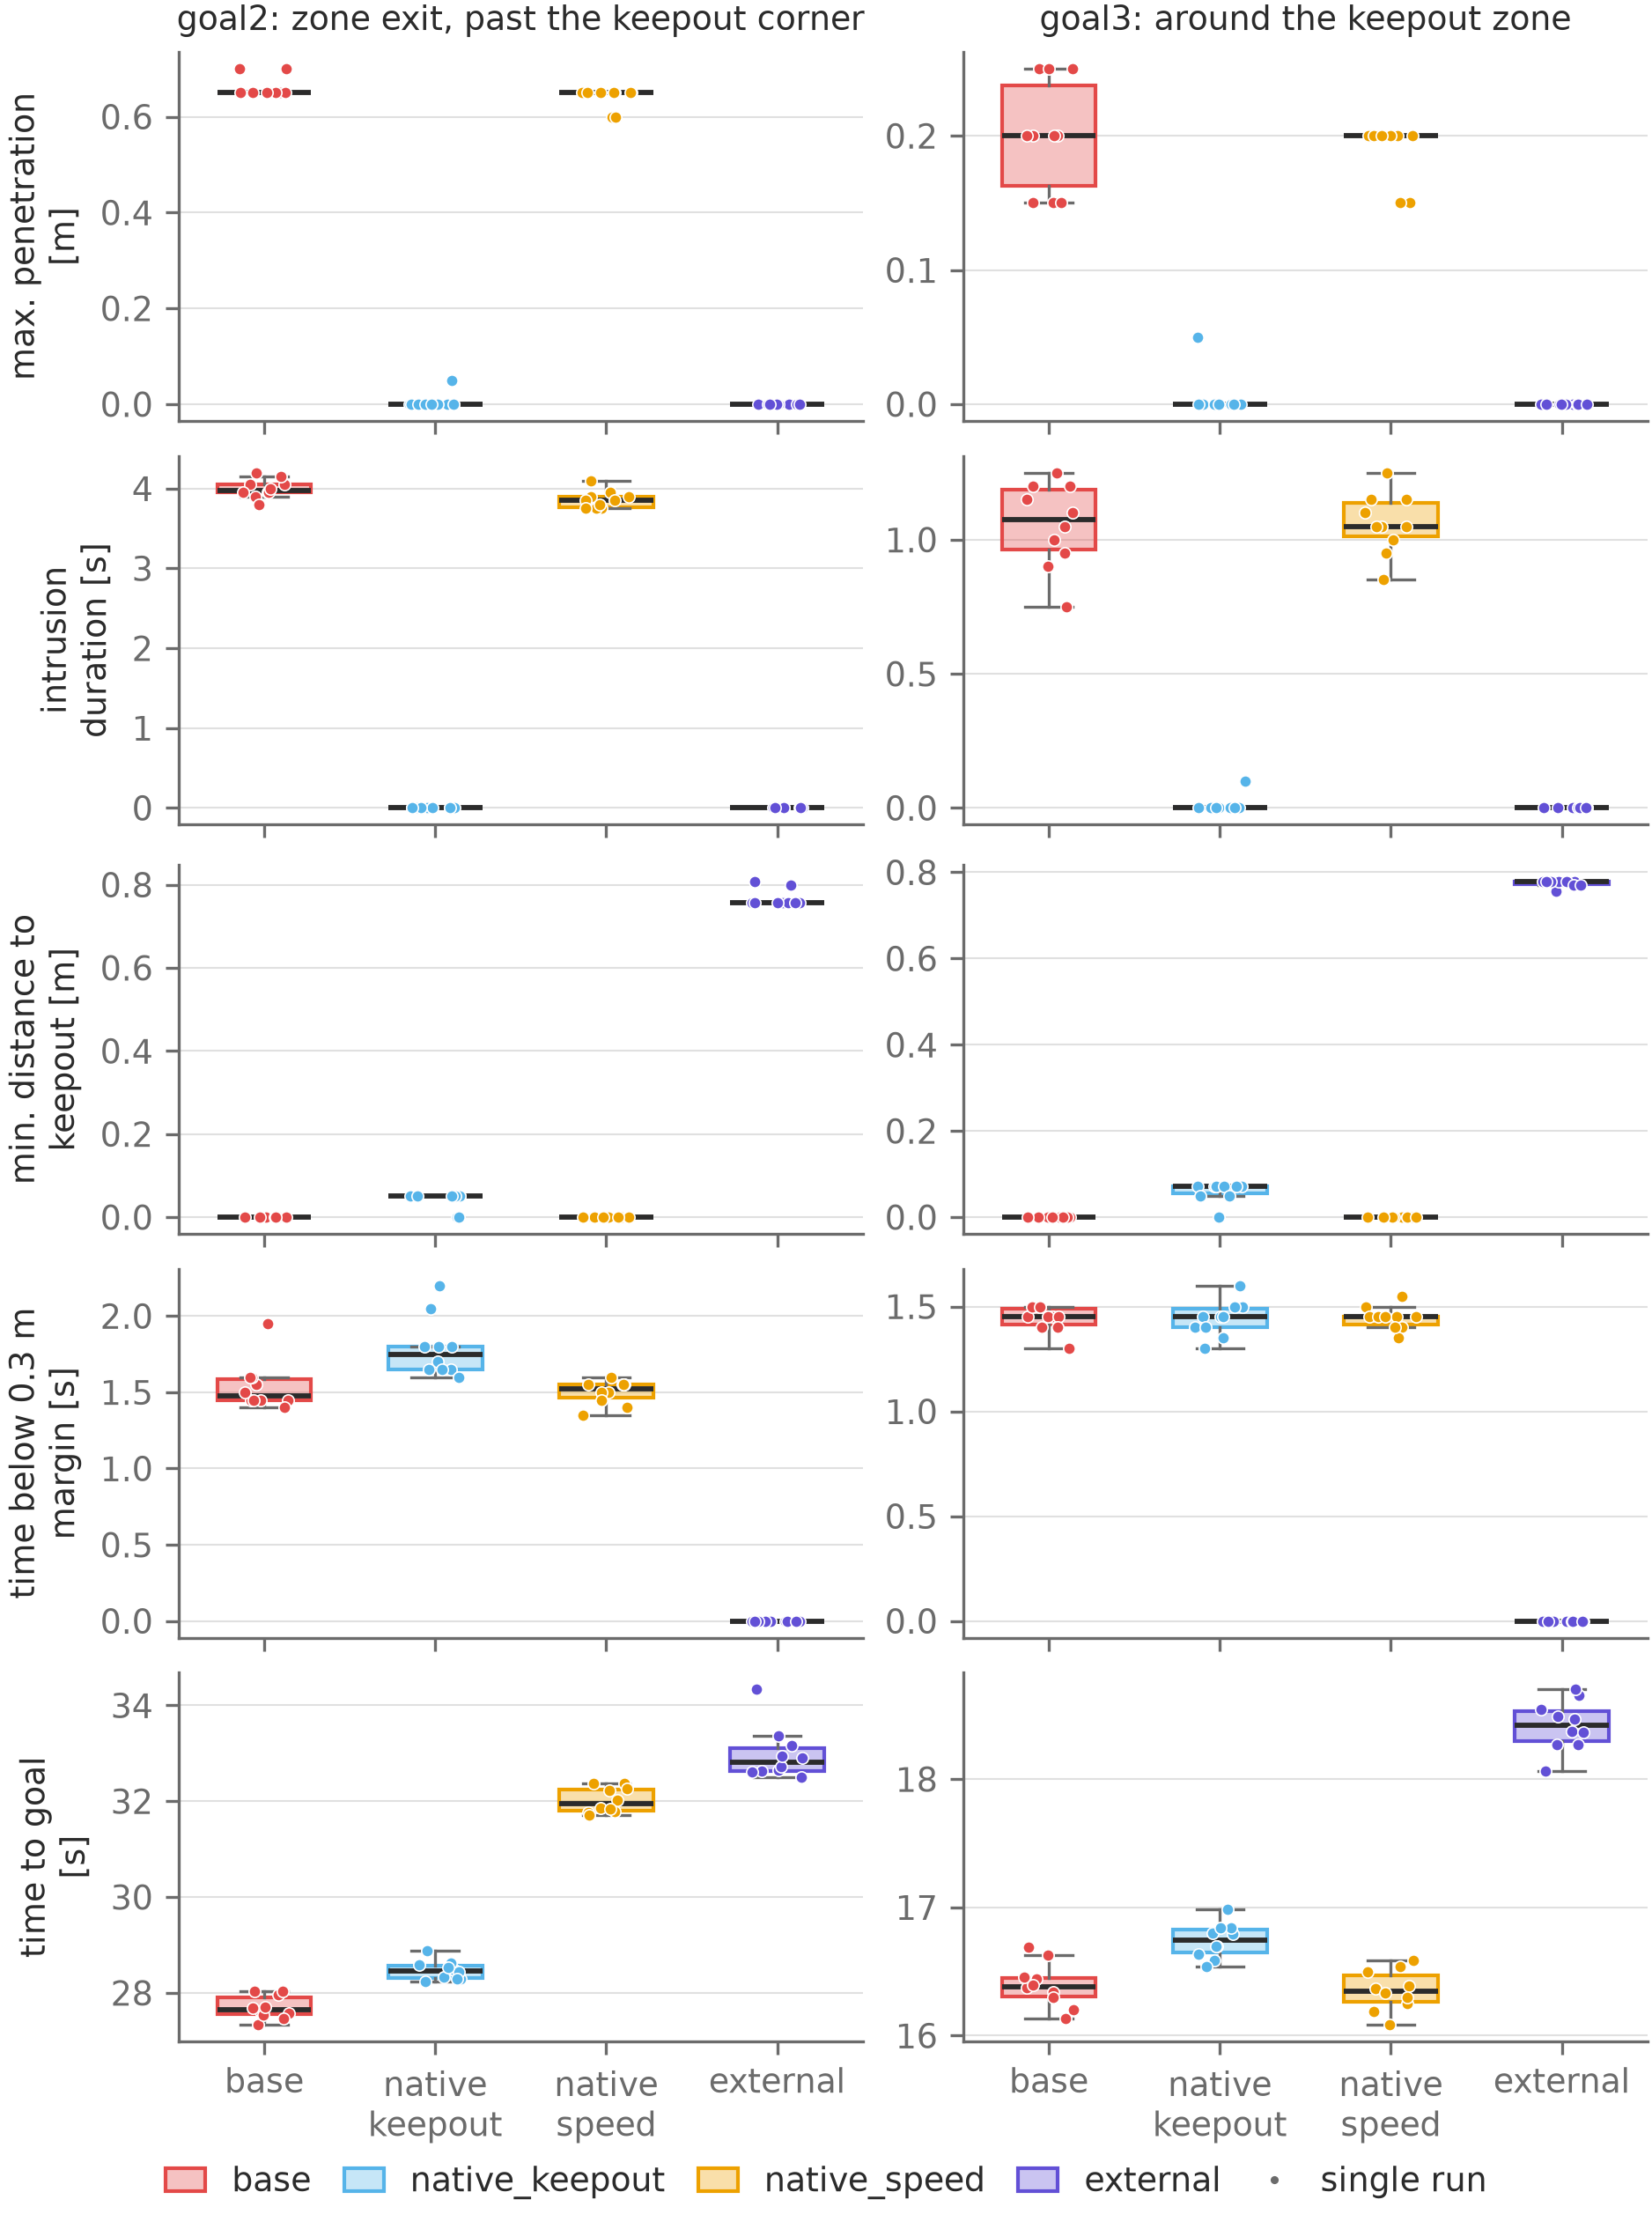 goal2: zone exit, past the keepout corner
goal3: around the keepout zone
max. penetration
[m]
0.6
0.4
0.2
0.0
0.2
0.1
0.0
intrusion
duration [s]
4
3
2
1
0
1.0
0.5
0.0
min. distance to
keepout [m]
0.8
0.6
0.4
0.2
0.0
0.8
0.6
0.4
0.2
0.0
time below 0.3 m
margin [s]
2.0
1.5
1.0
0.5
0.0
1.5
1.0
0.5
0.0
time to goal
[s]
34
32
30
28
18
17
16
base
native
keepout
native
speed
external
base
native
keepout
native
speed
external
base
native_keepout
native_speed
external
single run